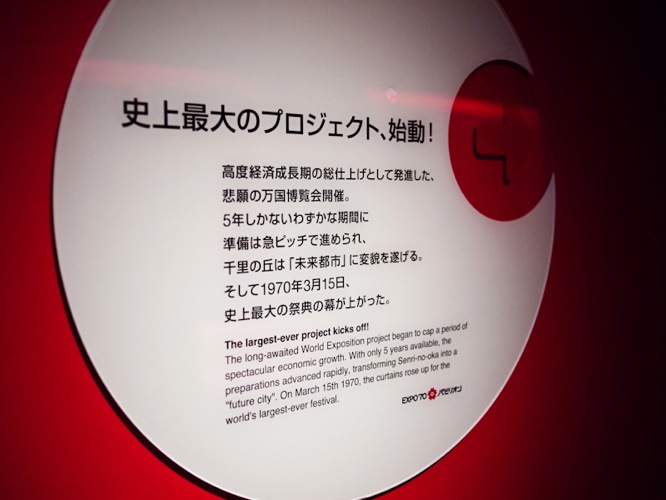 史上最大のプロジェクト、始動！
高度経済成長期の総仕上げとして発進した、
悲願の万国博覧会開催。
5年しかないわずかな期間に
準備は急ピッチで進められ、
千里の丘は「未来都市」に変貌を遂げる。
そして1970年3月15日、
史上最大の祭典の幕が上がった。
The largest-ever project kicks off!
The long-awaited World Exposition project began to cap a period of
spectacular economic growth. With only 5 years available, the
preparations advanced rapidly, transforming Senri-no-oka into a
"future city". On March 15th 1970, the curtains rose up for the
world's largest-ever festival.
EXPO'70 パビリオン